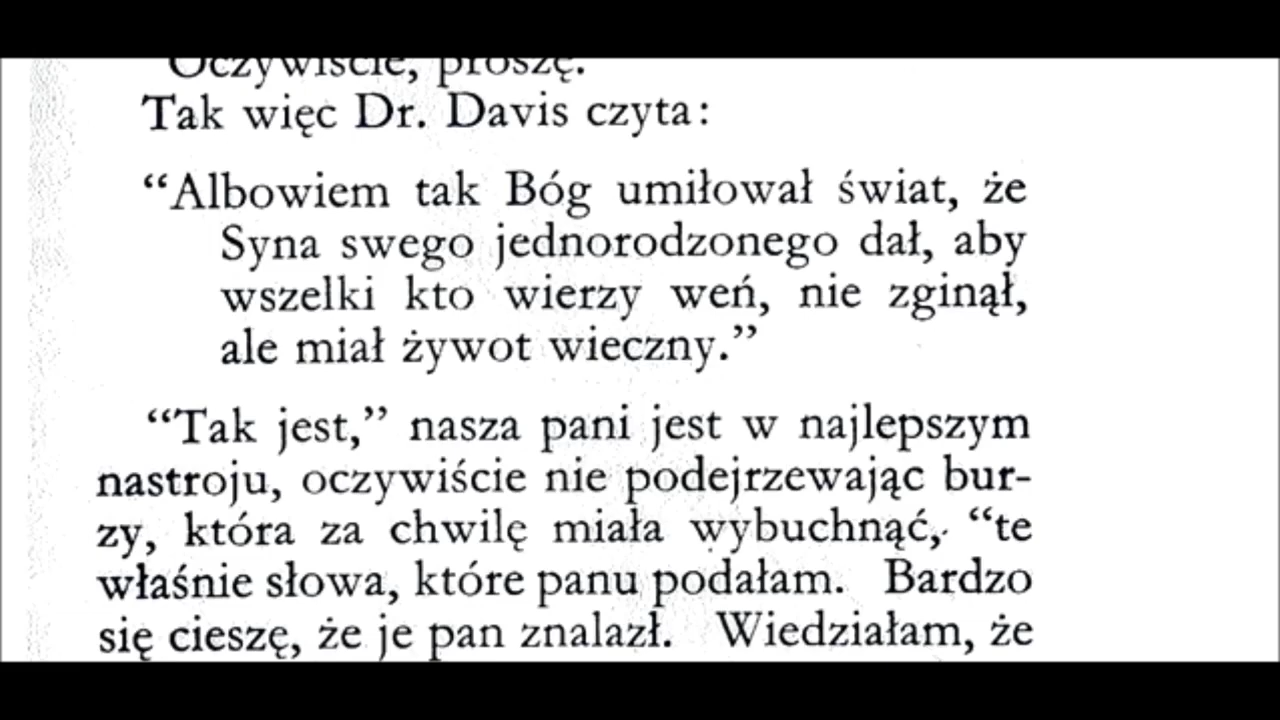 Oczywiście, proszę.
Tak więc Dr. Davis czyta:
“Albowiem tak Bóg umiłował świat, że
Syna swego jednorodzonego dał, aby
wszelki kto wierzy weń, nie zginął,
ale miał żywot wieczny.”
“Tak jest,” nasza pani jest w najlepszym
nastroju, oczywiście nie podejrzewając bur-
zy, która za chwilę miała wybuchnąć, “te
właśnie słowa, które panu podałam. Bardzo
się cieszę, że je pan znalazł. Wiedziałam, że